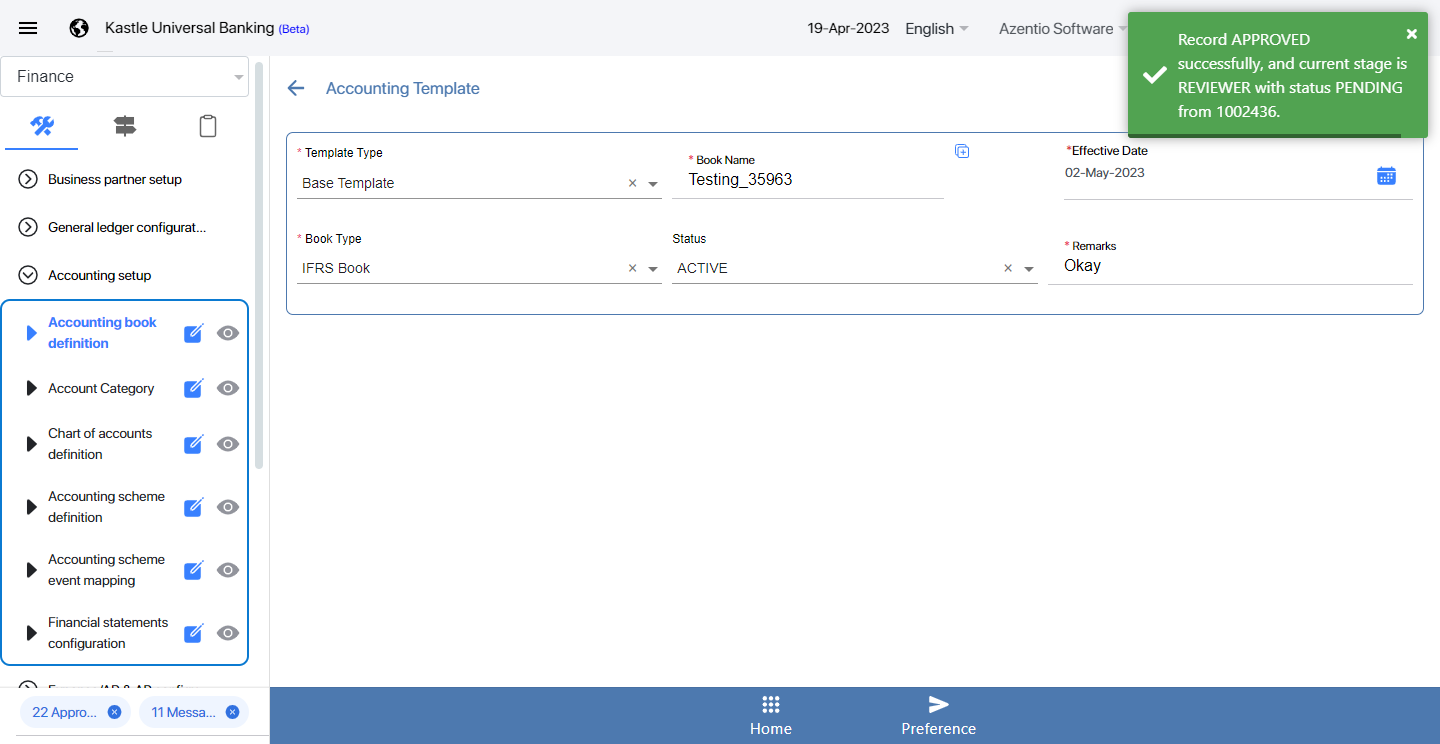 Kastle Universal Banking (Beta)
19-Apr-2023
English
Azentio Software
Record APPROVED
successfully, and current stage is
REVIEWER with status PENDING
from 1002436.
Finance
Business partner setup
General ledger configurat...
Accounting setup
Accounting book
definition
Account Category
Chart of accounts
definition
Accounting scheme
definition
Accounting scheme
event mapping
Financial statements
configuration
22 Appro...
11 Messa...
Accounting Template
* Template Type
Base Template
* Book Name
Testing_35963
*Effective Date
02-May-2023
* Book Type
IFRS Book
Status
ACTIVE
* Remarks
Okay
Home
Preference